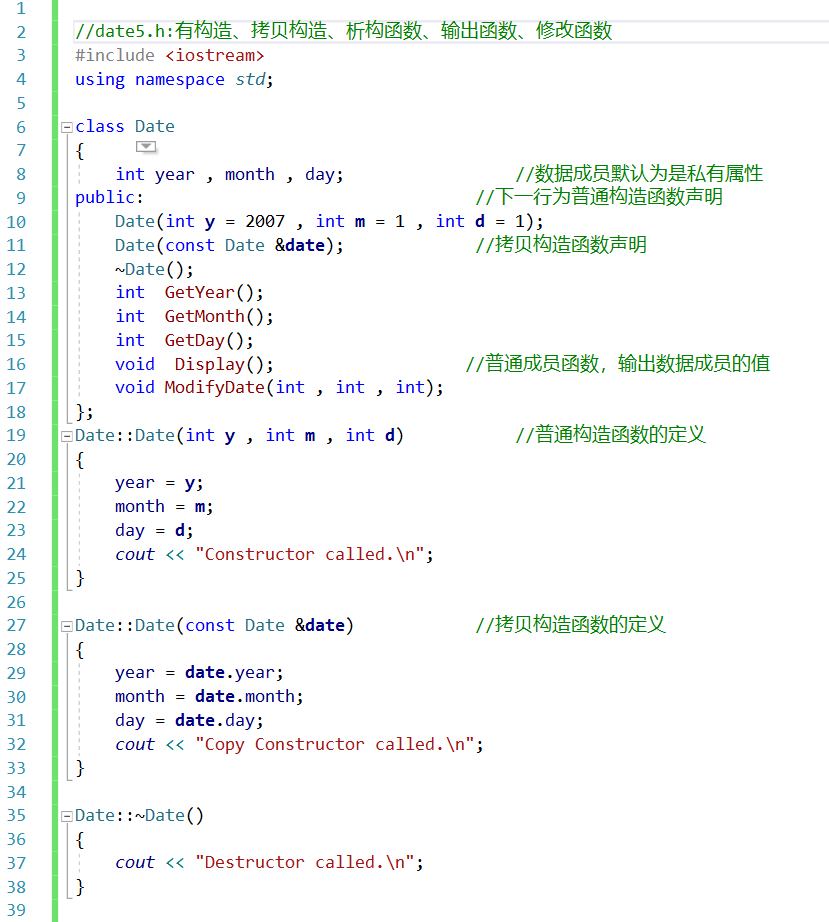 1
2 //date5.h:有构造、拷贝构造、析构函数、输出函数、修改函数
3 #include <iostream>
4 using namespace std;
5
6 class Date
7 {
8 int year , month , day; //数据成员默认为是私有属性
9 public: //下一行为普通构造函数声明
10 Date(int y = 2007 , int m = 1 , int d = 1);
11 Date(const Date &date); //拷贝构造函数声明
12 ~Date();
13 int GetYear();
14 int GetMonth();
15 int GetDay();
16 void Display(); //普通成员函数，输出数据成员的值
17 void ModifyDate(int , int , int);
18 };
19 Date::Date(int y , int m , int d) //普通构造函数的定义
20 {
21 year = y;
22 month = m;
23 day = d;
24 cout << "Constructor called.\n";
25 }
26
27 Date::Date(const Date &date) //拷贝构造函数的定义
28 {
29 year = date.year;
30 month = date.month;
31 day = date.day;
32 cout << "Copy Constructor called.\n";
33 }
34
35 Date::~Date()
36 {
37 cout << "Destructor called.\n";
38 }
39